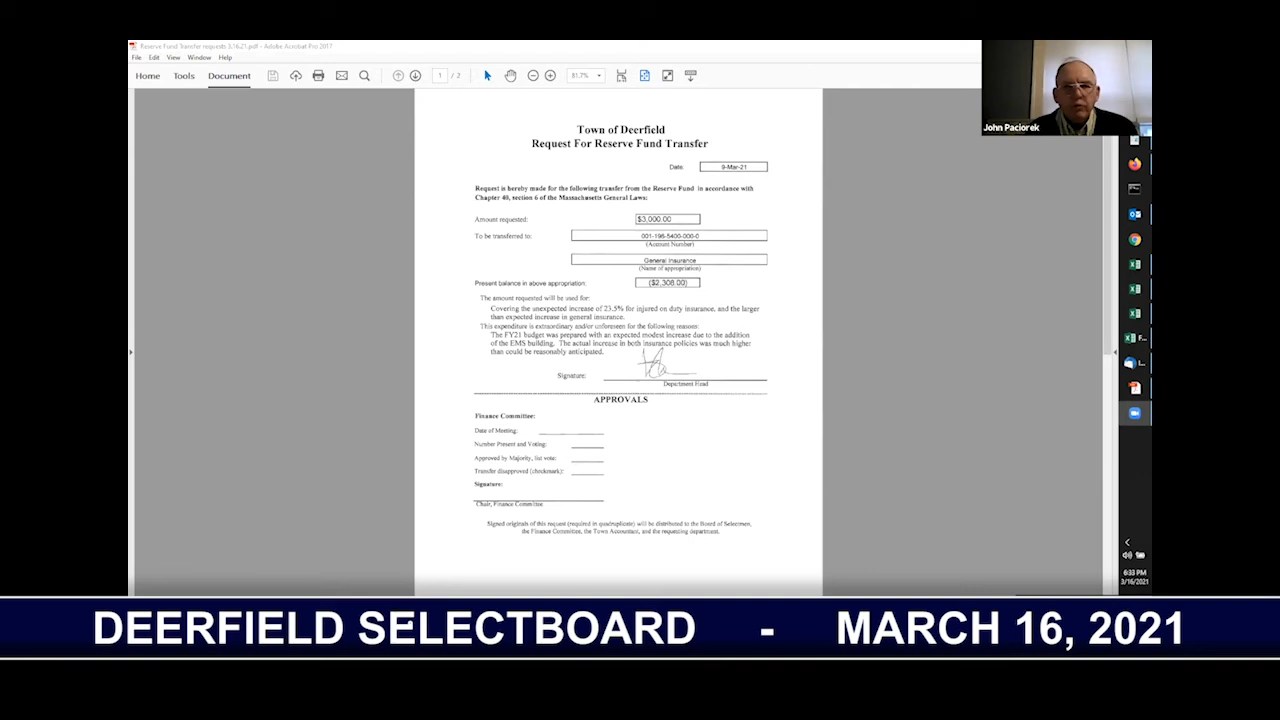 Reserve Fund Transfer requests 3.16.21.pdf - Adobe Acrobat Pro 2017
File Edit View Window Help
Home Tools Document 1 / 2 81.7%
John Paciorek
Town of Deerfield
Request For Reserve Fund Transfer
Date: 9-Mar-21
Request is hereby made for the following transfer from the Reserve Fund in accordance with
Chapter 40, section 6 of the Massachusetts General Laws:
Amount requested: $3,000.00
To be transferred to: 001-196-5400-000-0
(Account Number)
General Insurance
(Name of appropriation)
Present balance in above appropriation: ($2,308.00)
The amount requested will be used for:
Covering the unexpected increase of 23.5% for injured on duty insurance, and the larger
than expected increase in general insurance.
This expenditure is extraordinary and/or unforeseen for the following reasons:
The FY21 budget was prepared with an expected modest increase due to the addition
of the EMS building. The actual increase in both insurance policies was much higher
than could be reasonably anticipated.
Signature:
Department Head
APPROVALS
Finance Committee:
Date of Meeting:
Number Present and Voting:
Approved by Majority, list vote:
Transfer disapproved (checkmark):
Signature:
Chair, Finance Committee
Signed originals of this request (required in quadruplicate) will be distributed to the Board of Selectmen,
the Finance Committee, the Town Accountant, and the requesting department.
6:33 PM
3/16/2021
DEERFIELD SELECTBOARD - MARCH 16, 2021